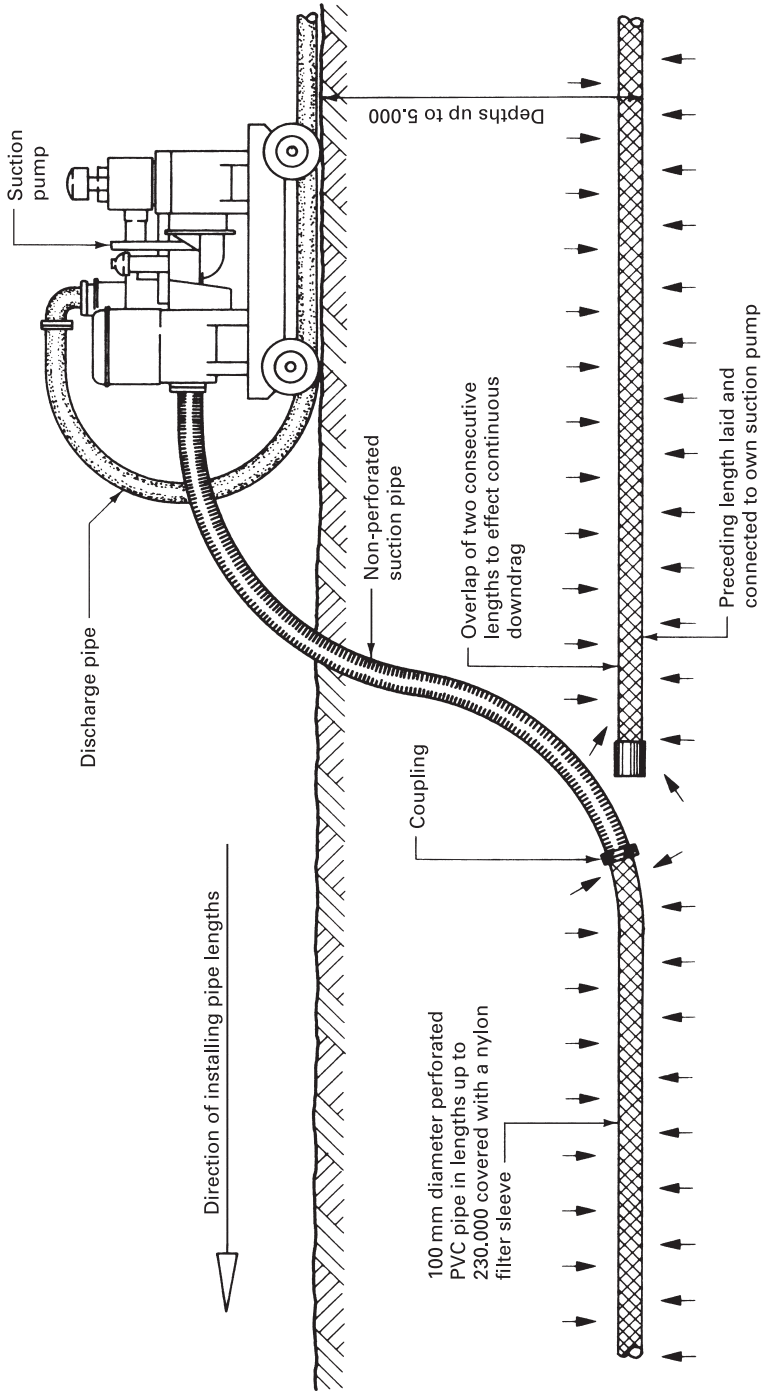 Suction
pump
Discharge pipe
Depths up to 5.000
Direction of installing pipe lengths
Non-perforated
suction pipe
Coupling
Overlap of two consecutive
lengths to effect continuous
downdrag
100 mm diameter perforated
PVC pipe in lengths up to
230.000 covered with a nylon
filter sleeve
Preceding length laid and
connected to own suction pump